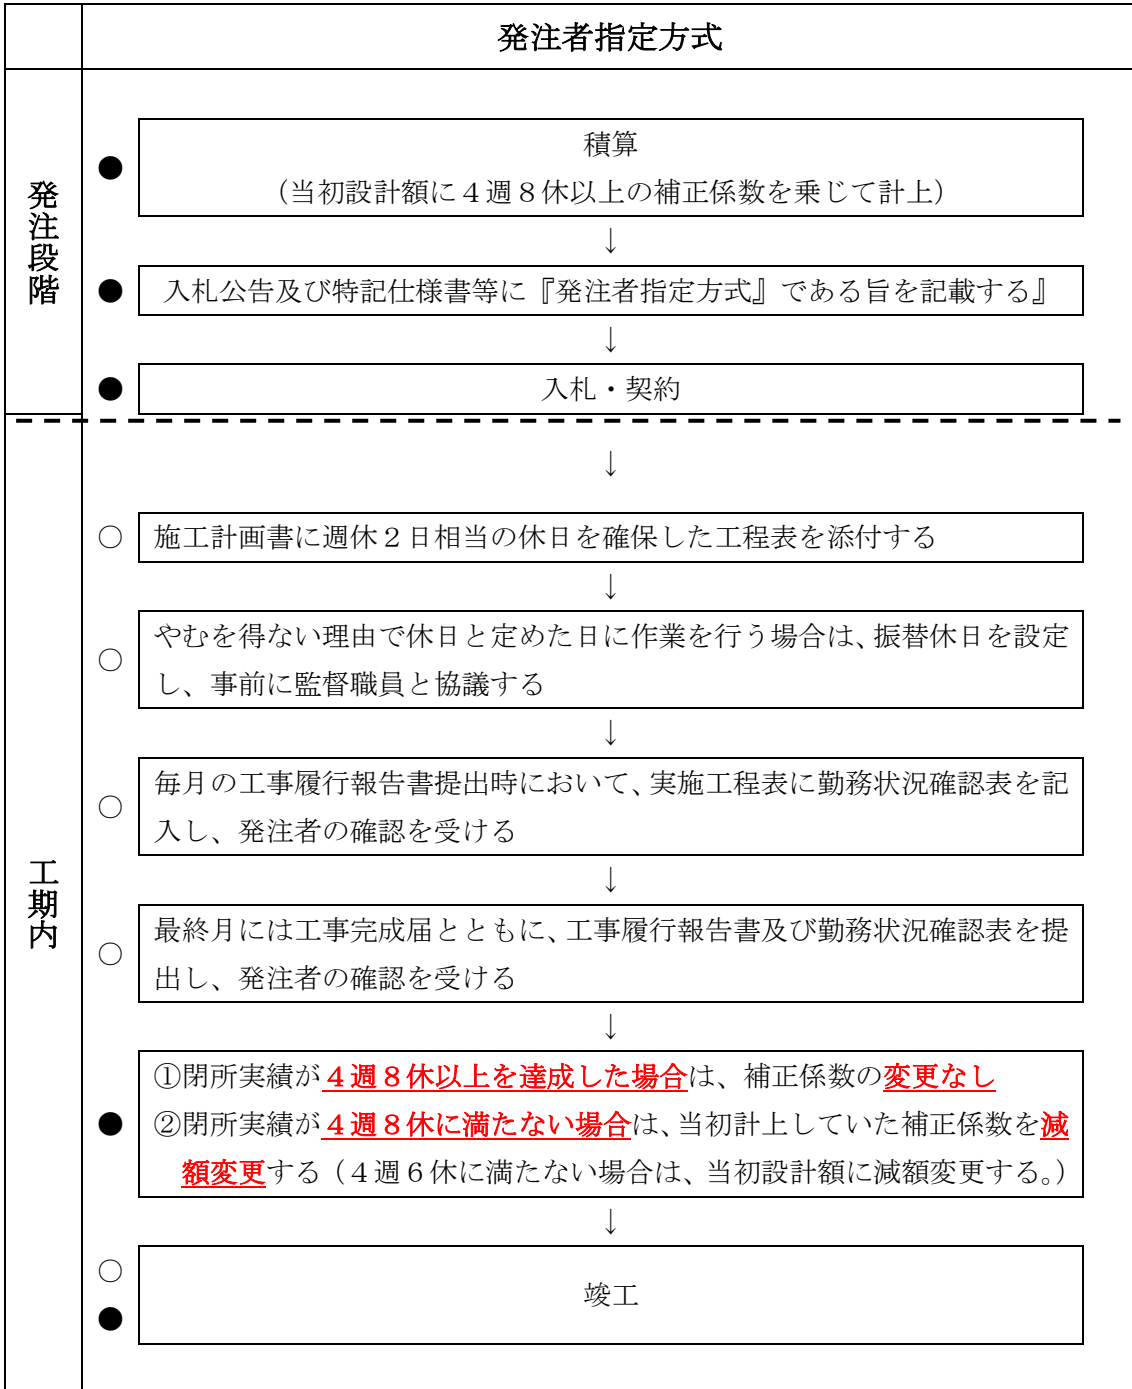 発注者指定方式
発注段階
●
積算
（当初設計額に４週８休以上の補正係数を乗じて計上）
↓
●
入札公告及び特記仕様書等に『発注者指定方式』である旨を記載する』
↓
●
入札・契約
↓
工期内
○
施工計画書に週休２日相当の休日を確保した工程表を添付する
↓
○
やむを得ない理由で休日と定めた日に作業を行う場合は、振替休日を設定
し、事前に監督職員と協議する
↓
○
毎月の工事履行報告書提出時において、実施工程表に勤務状況確認表を記
入し、発注者の確認を受ける
↓
○
最終月には工事完成届とともに、工事履行報告書及び勤務状況確認表を提
出し、発注者の確認を受ける
↓
●
①閉所実績が４週８休以上を達成した場合は、補正係数の変更なし
②閉所実績が４週８休に満たない場合は、当初計上していた補正係数を減
額変更する（４週６休に満たない場合は、当初設計額に減額変更する。）
↓
○
●
竣工